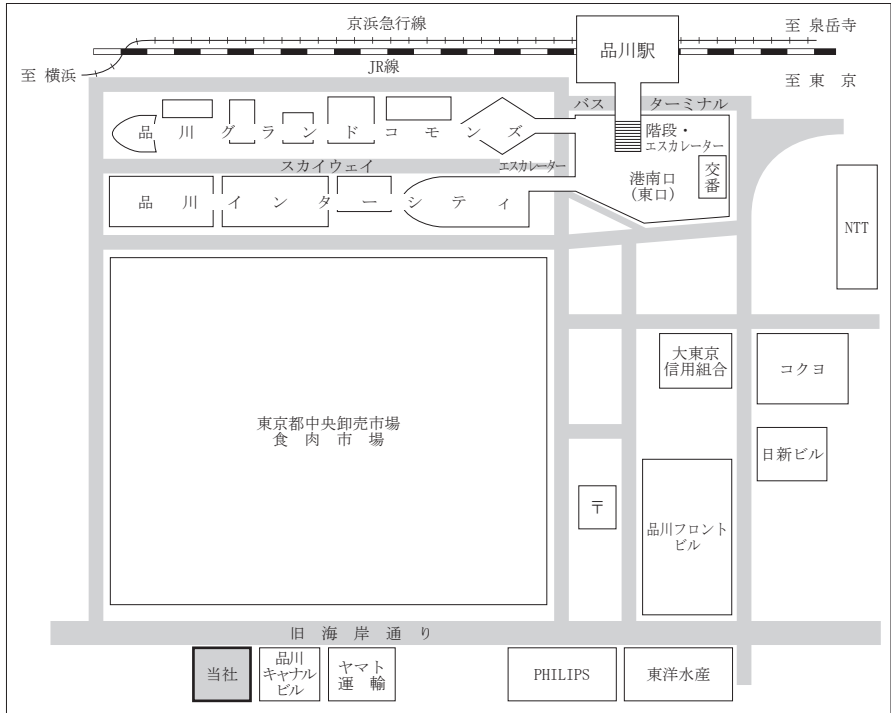 京浜急行線
至 泉岳寺
品川駅
至 横浜
JR線
至 東 京
バス ターミナル
品川グランドコモンズ
階段・
エスカレーター
スカイウェイ
エスカレーター
交番
港南口
(東口)
品川インターシティ
NTT
大東京
信用組合
コクヨ
東京都中央卸売市場
食肉市場
日新ビル
〒
品川フロント
ビル
旧海岸通り
当社
品川
キャナル
ビル
ヤマト
運輸
PHILIPS
東洋水産